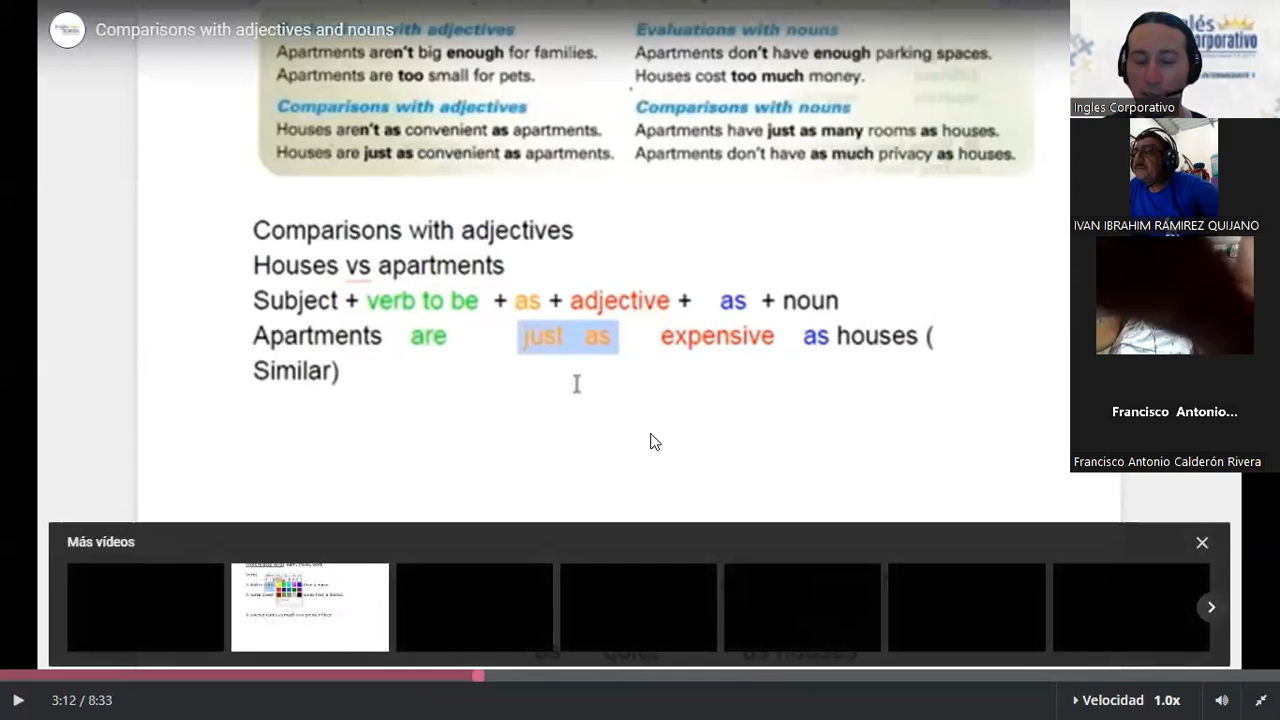 Comparisons with adjectives and nouns
with adjectives
Apartments aren't big enough for families.
Apartments are too small for pets.
Comparisons with adjectives
Houses aren't as convenient as apartments.
Houses are just as convenient as apartments.
Evaluations with nouns
Apartments don't have enough parking spaces.
Houses cost too much money.
Comparisons with nouns
Apartments have just as many rooms as houses.
Apartments don't have as much privacy as houses.
Comparisons with adjectives
Houses vs apartments
Subject + verb to be + as + adjective + as + noun
Apartments are just as expensive as houses (
Similar)
Inglés
Corporativo
Ingles Corporativo
IVAN IBRAHIM RAMIREZ QUIJANO
Francisco Antonio...
Francisco Antonio Calderón Rivera
Más vídeos
3:12 / 8:33
Velocidad 1.0x